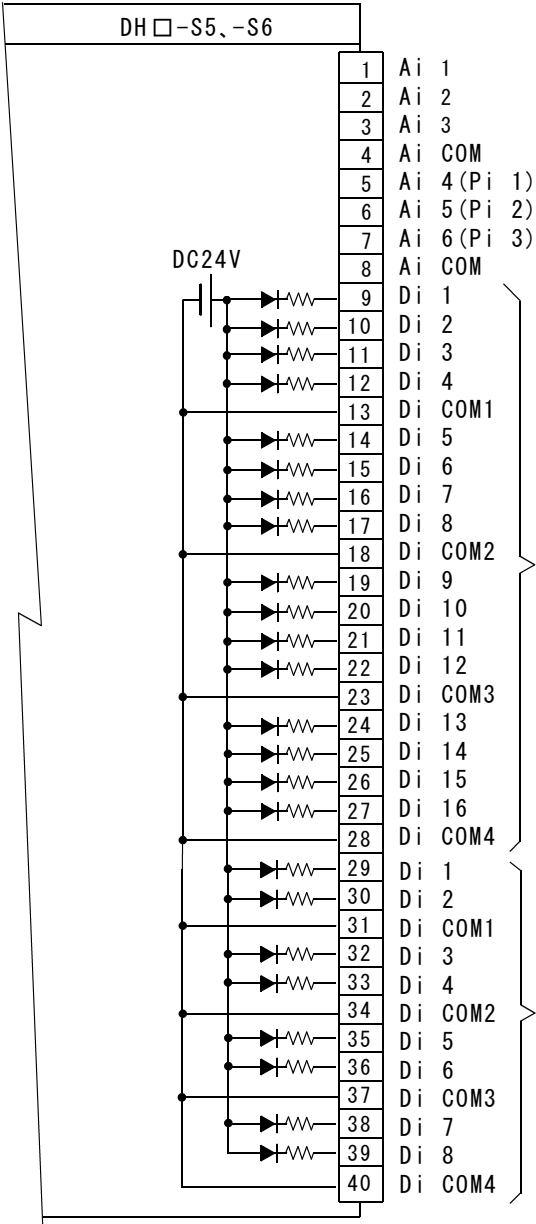 DH□-S5、-S6
1 Ai 1
2 Ai 2
3 Ai 3
4 Ai COM
5 Ai 4(Pi 1)
6 Ai 5(Pi 2)
7 Ai 6(Pi 3)
8 Ai COM
DC24V
9 Di 1
10 Di 2
11 Di 3
12 Di 4
13 Di COM1
14 Di 5
15 Di 6
16 Di 7
17 Di 8
18 Di COM2
19 Di 9
20 Di 10
21 Di 11
22 Di 12
23 Di COM3
24 Di 13
25 Di 14
26 Di 15
27 Di 16
28 Di COM4
29 Di 1
30 Di 2
31 Di COM1
32 Di 3
33 Di 4
34 Di COM2
35 Di 5
36 Di 6
37 Di COM3
38 Di 7
39 Di 8
40 Di COM4